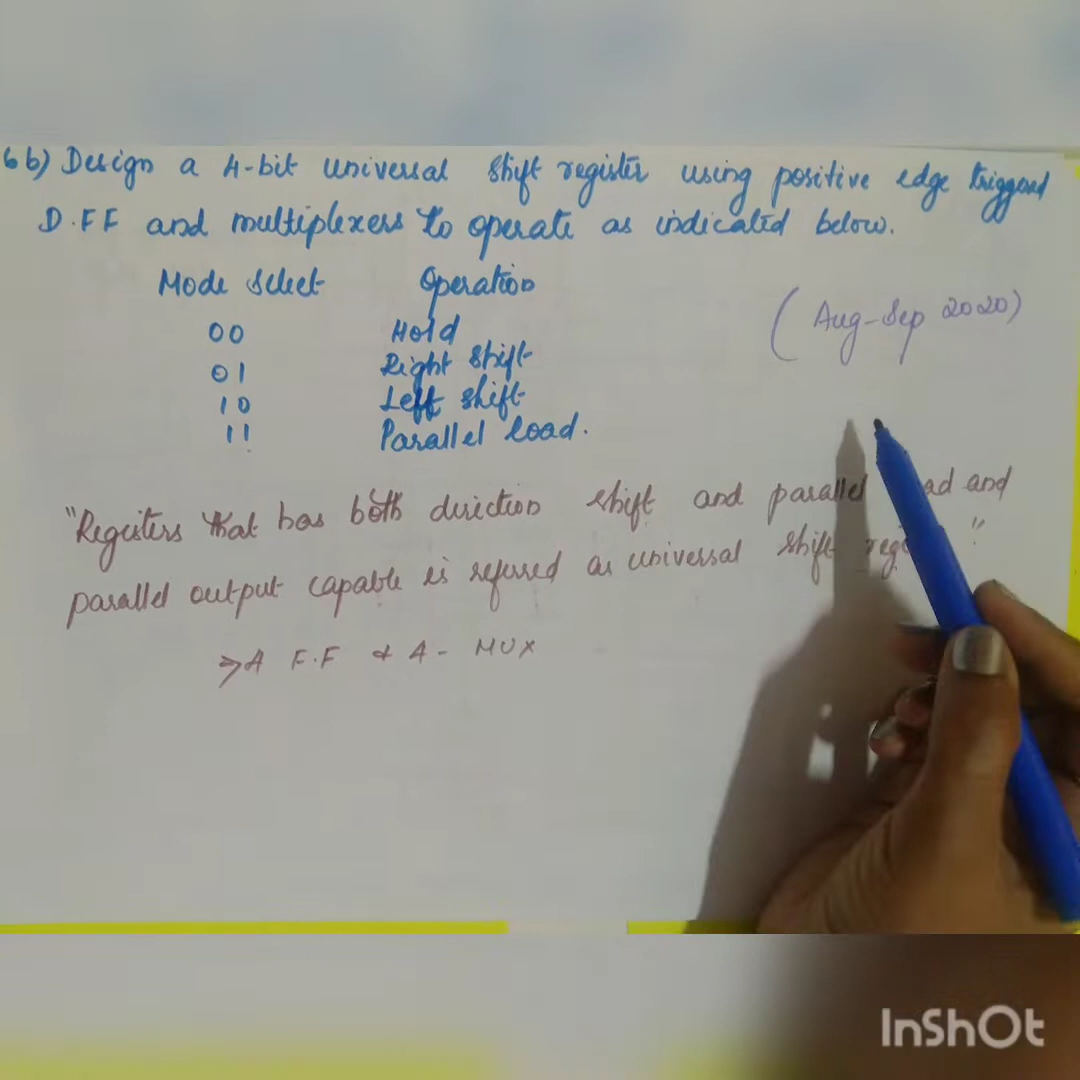 6b) Design a 4-bit universal shift register using positive edge triggered
D.FF and multiplexers to operate as indicated below.
Mode Select Operation
00 Hold
01 Right shift
10 Left shift
11 Parallel load.
(Aug-Sep 2020)
"Registers that has both direction shift and parallel ad and
parallel output capable is referred as universal shift reg "
→ 4 F.F & 4 - MUX
InShOt